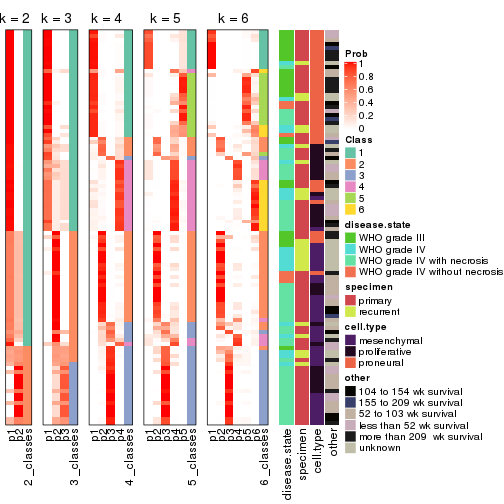 k = 2 k = 3 k = 4 k = 5 k = 6
Prob
1
0.8
0.6
0.4
0.2
0
Class
1
2
3
4
5
6
disease.state
WHO grade III
WHO grade IV
WHO grade IV with necrosis
WHO grade IV without necrosis
specimen
primary
recurrent
cell.type
mesenchymal
proliferative
proneural
other
104 to 154 wk survival
155 to 209 wk survival
52 to 103 wk survival
less than 52 wk survival
more than 209 wk survival
unknown
p1
p2
2_classes
p1
p2
p3
3_classes
p1
p2
p3
p4
4_classes
p1
p2
p3
p4
p5
5_classes
p1
p2
p3
p4
p5
p6
6_classes
disease.state
specimen
cell.type
other